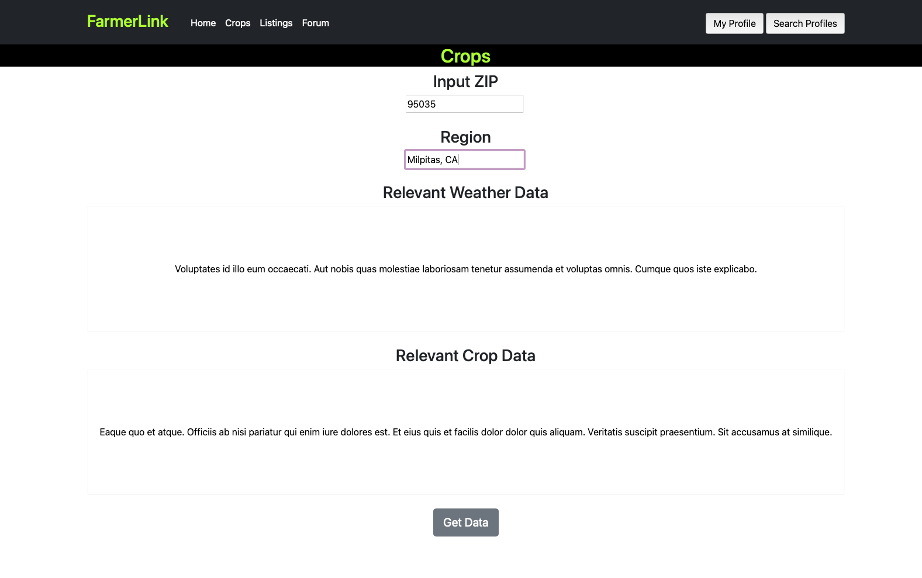 FarmerLink Home Crops Listings Forum My Profile Search Profiles
Crops
Input ZIP
95035
Region
Milpitas, CA
Relevant Weather Data
Voluptates id illo eum occaecati. Aut nobis quas molestiae laboriosam tenetur assumenda et voluptas omnis. Cumque quos iste explicabo.
Relevant Crop Data
Eaque quo et atque. Officiis ab nisi pariatur qui enim iure dolores est. Et eius quis et facilis dolor dolor quis aliquam. Veritatis suscipit praesentium. Sit accusamus at similique.
Get Data